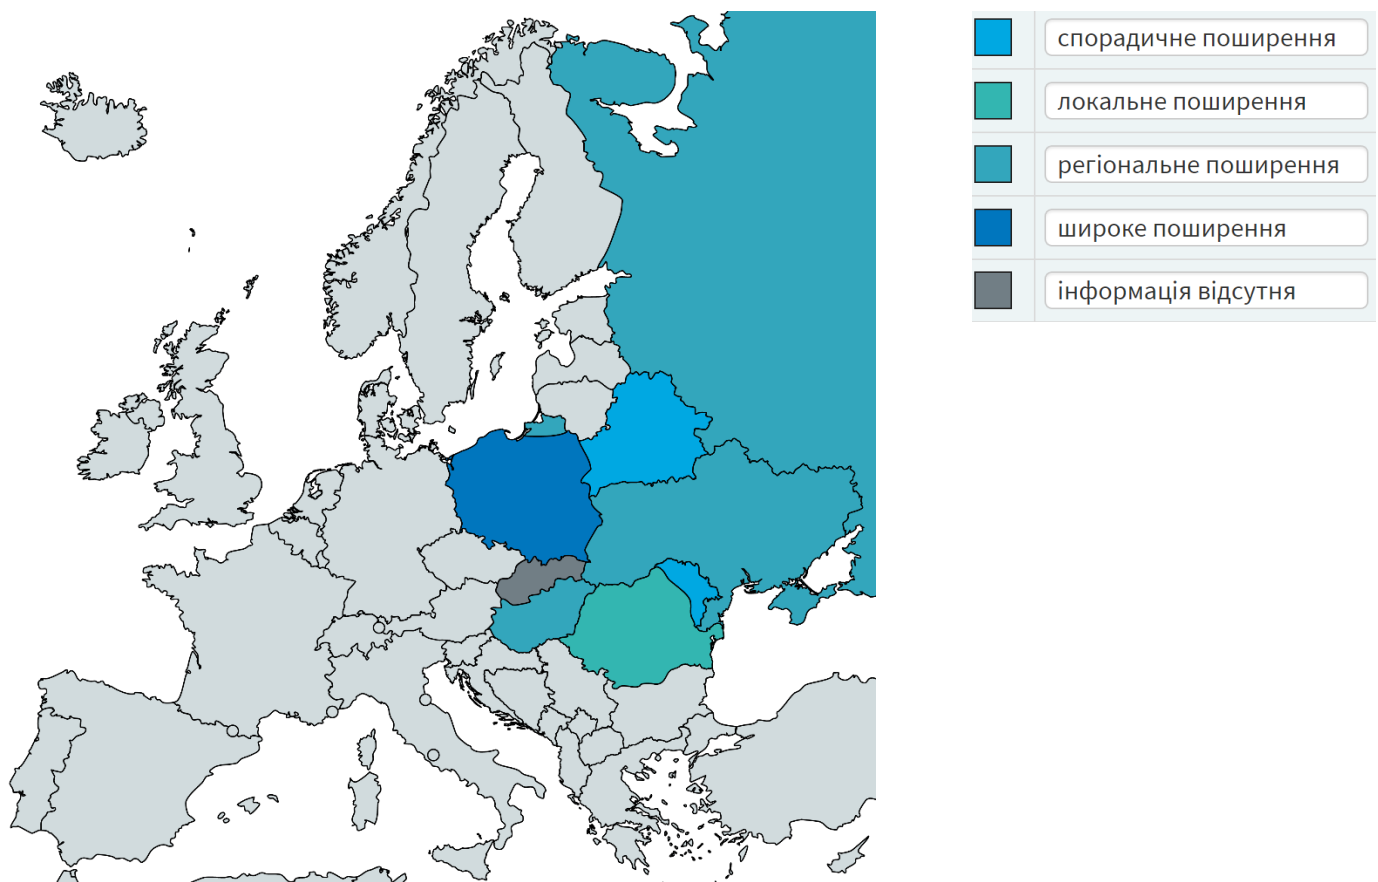 спорадичне поширення
локальне поширення
регіональне поширення
широке поширення
інформація відсутня